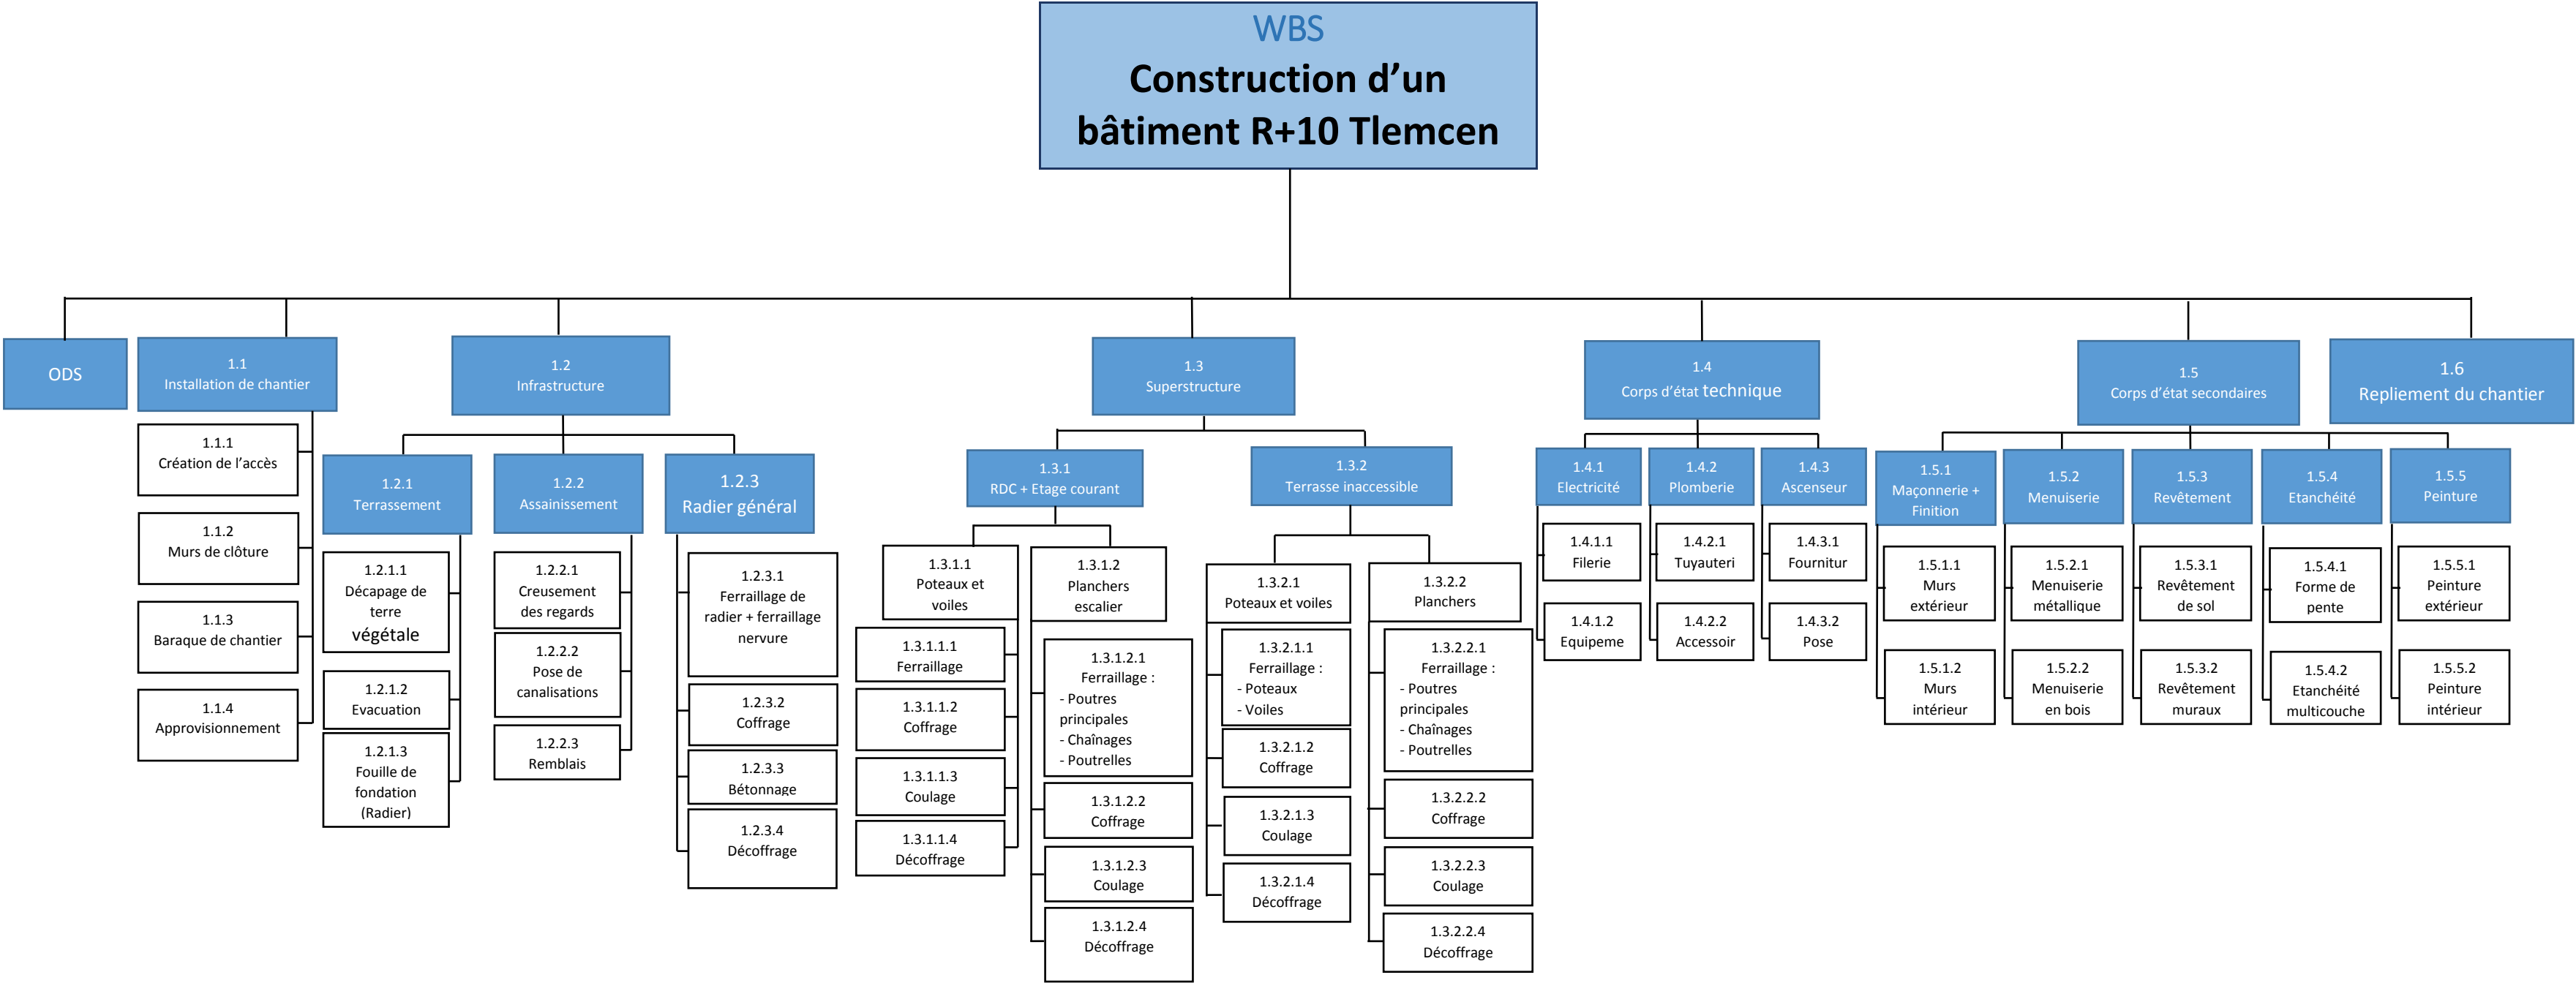 WBS
Construction d’un
bâtiment R+10 Tlemcen
ODS
1.1
Installation de chantier
1.1.1
Création de l’accès
1.1.2
Murs de clôture
1.1.3
Baraque de chantier
1.1.4
Approvisionnement
1.2
Infrastructure
1.2.1
Terrassement
1.2.1.1
Décapage de
terre
végétale
1.2.1.2
Evacuation
1.2.1.3
Fouille de
fondation
(Radier)
1.2.2
Assainissement
1.2.2.1
Creusement
des regards
1.2.2.2
Pose de
canalisations
1.2.2.3
Remblais
1.2.3
Radier général
1.2.3.1
Ferraillage de
radier + ferraillage
nervure
1.2.3.2
Coffrage
1.2.3.3
Bétonnage
1.2.3.4
Décoffrage
1.3
Superstructure
1.3.1
RDC + Etage courant
1.3.1.1
Poteaux et
voiles
1.3.1.1.1
Ferraillage
1.3.1.1.2
Coffrage
1.3.1.1.3
Coulage
1.3.1.1.4
Décoffrage
1.3.1.2
Planchers
escalier
1.3.1.2.1
Ferraillage :
- Poutres
principales
- Chaînages
- Poutrelles
1.3.1.2.2
Coffrage
1.3.1.2.3
Coulage
1.3.1.2.4
Décoffrage
1.3.2
Terrasse inaccessible
1.3.2.1
Poteaux et voiles
1.3.2.1.1
Ferraillage :
- Poteaux
- Voiles
1.3.2.1.2
Coffrage
1.3.2.1.3
Coulage
1.3.2.1.4
Décoffrage
1.3.2.2
Planchers
1.3.2.2.1
Ferraillage :
- Poutres
principales
- Chaînages
- Poutrelles
1.3.2.2.2
Coffrage
1.3.2.2.3
Coulage
1.3.2.2.4
Décoffrage
1.4
Corps d’état technique
1.4.1
Electricité
1.4.1.1
Filerie
1.4.1.2
Equipeme
1.4.2
Plomberie
1.4.2.1
Tuyauteri
1.4.2.2
Accessoir
1.4.3
Ascenseur
1.4.3.1
Fournitur
1.4.3.2
Pose
1.5
Corps d’état secondaires
1.5.1
Maçonnerie +
Finition
1.5.1.1
Murs
extérieur
1.5.1.2
Murs
intérieur
1.5.2
Menuiserie
1.5.2.1
Menuiserie
métallique
1.5.2.2
Menuiserie
en bois
1.5.3
Revêtement
1.5.3.1
Revêtement
de sol
1.5.3.2
Revêtement
muraux
1.5.4
Etanchéité
1.5.4.1
Forme de
pente
1.5.4.2
Etanchéité
multicouche
1.5.5
Peinture
1.5.5.1
Peinture
extérieur
1.5.5.2
Peinture
intérieur
1.6
Repliement du chantier